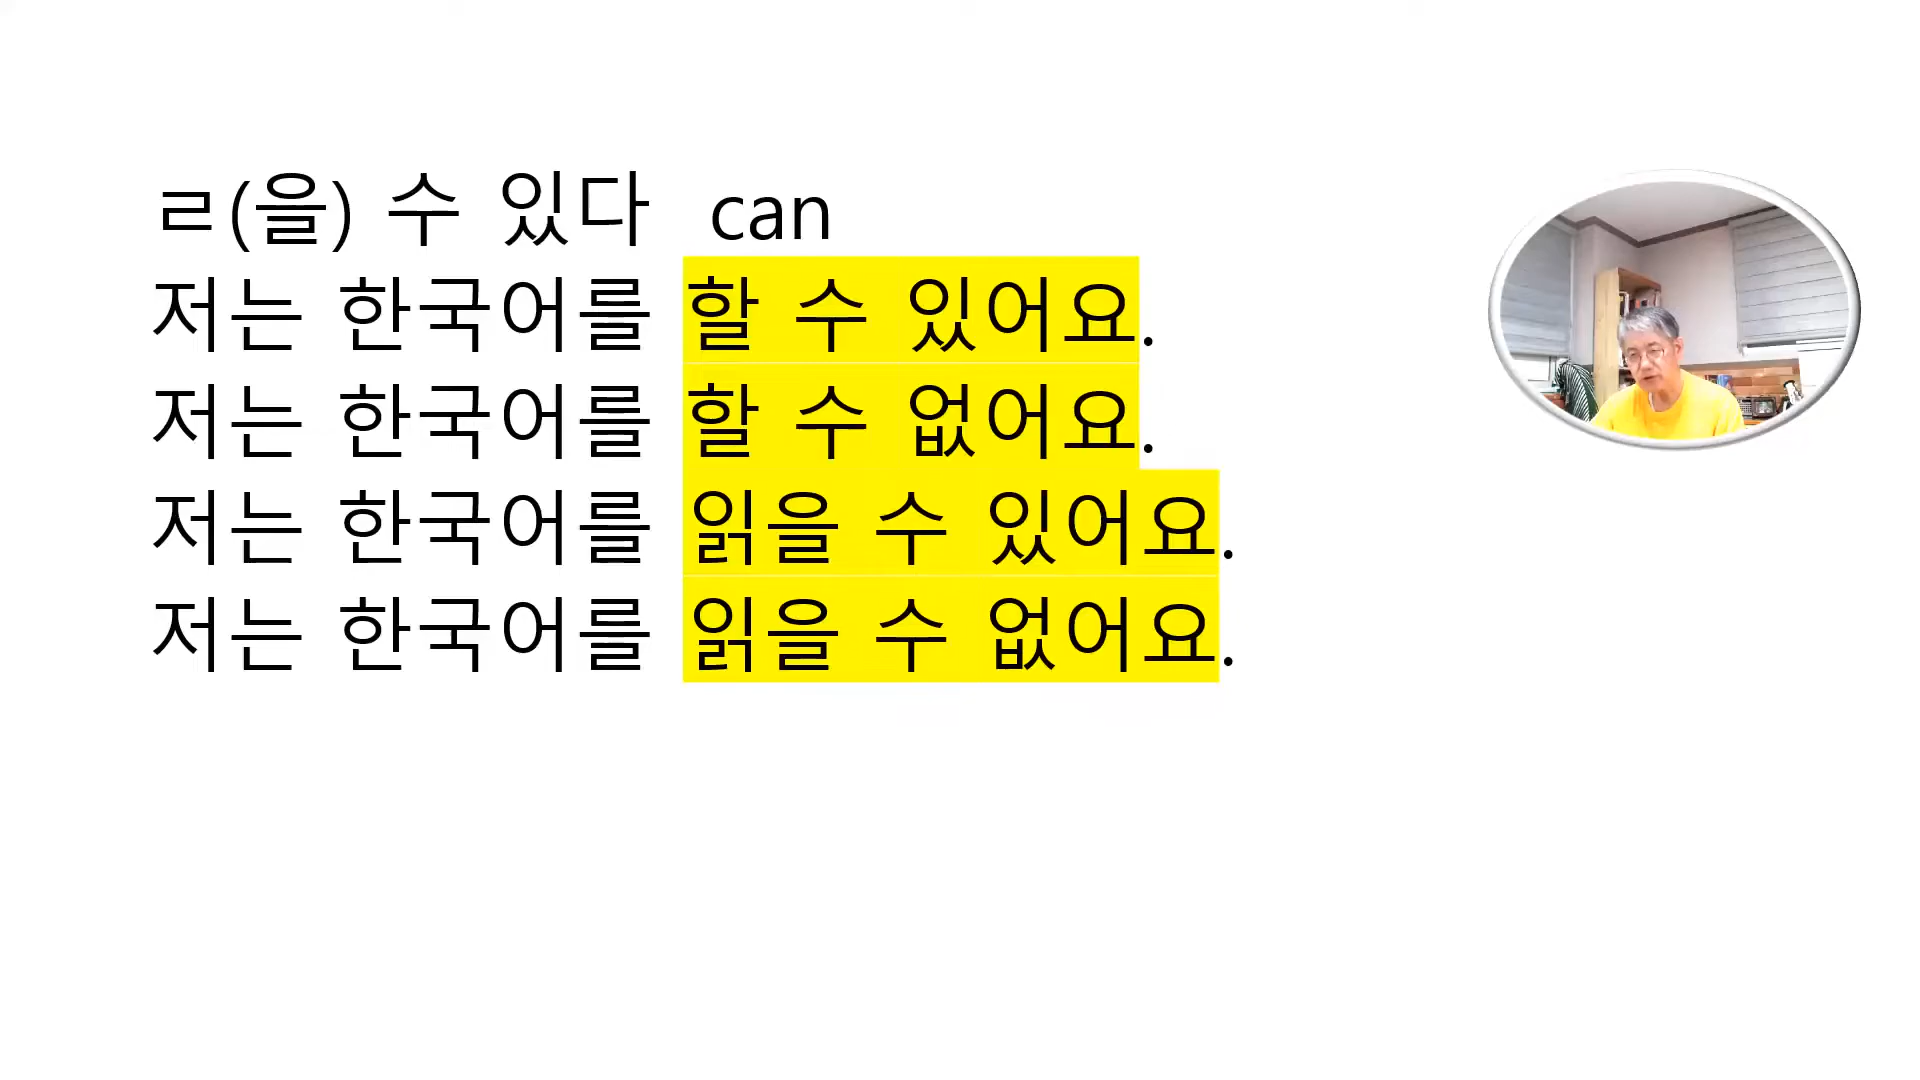 ㄹ(을) 수 있다 can
저는 한국어를 할 수 있어요.
저는 한국어를 할 수 없어요.
저는 한국어를 읽을 수 있어요.
저는 한국어를 읽을 수 없어요.